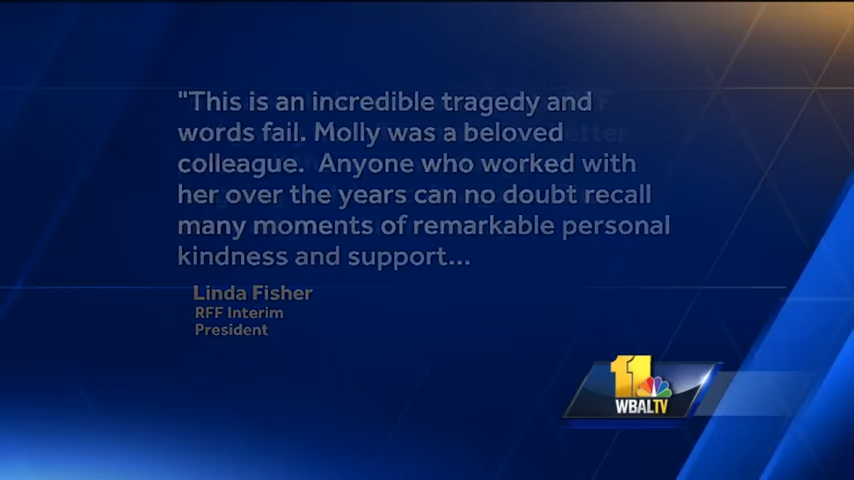 "This is an incredible tragedy and
words fail. Molly was a beloved
colleague.  Anyone who worked with
her over the years can no doubt recall
many moments of remarkable personal
kindness and support...
Linda Fisher
RFF Interim
President
11
WBALTV